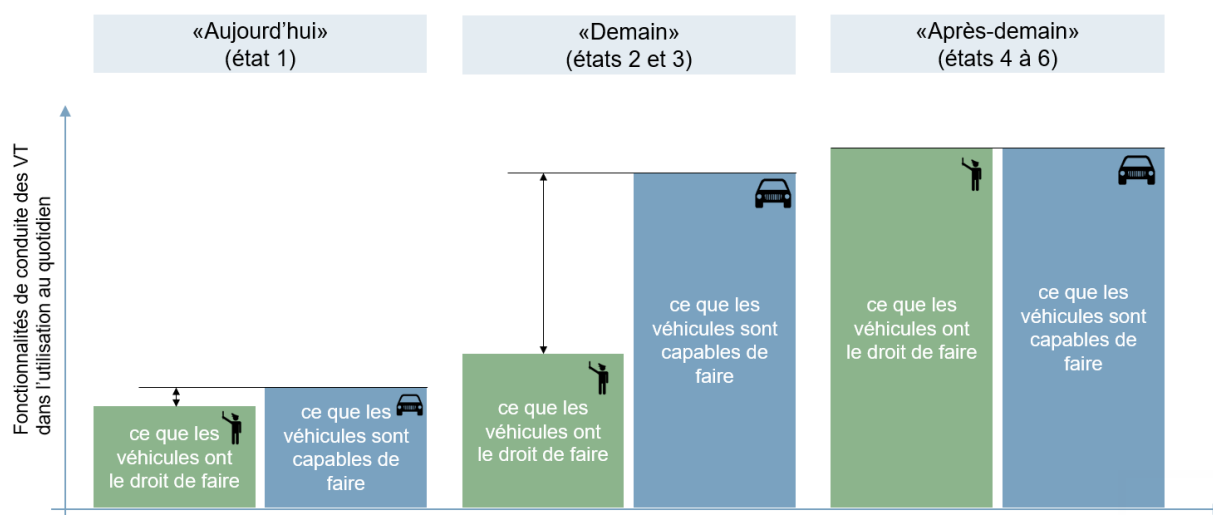 «Aujourd’hui»
(état 1)
«Demain»
(états 2 et 3)
«Après-demain»
(états 4 à 6)
Fonctionnalités de conduite des VT
dans l’utilisation au quotidien
ce que les
véhicules ont
le droit de faire
ce que les
véhicules sont
capables de
faire
ce que les
véhicules ont
le droit de faire
ce que les
véhicules sont
capables de
faire
ce que les
véhicules ont
le droit de faire
ce que les
véhicules sont
capables de
faire